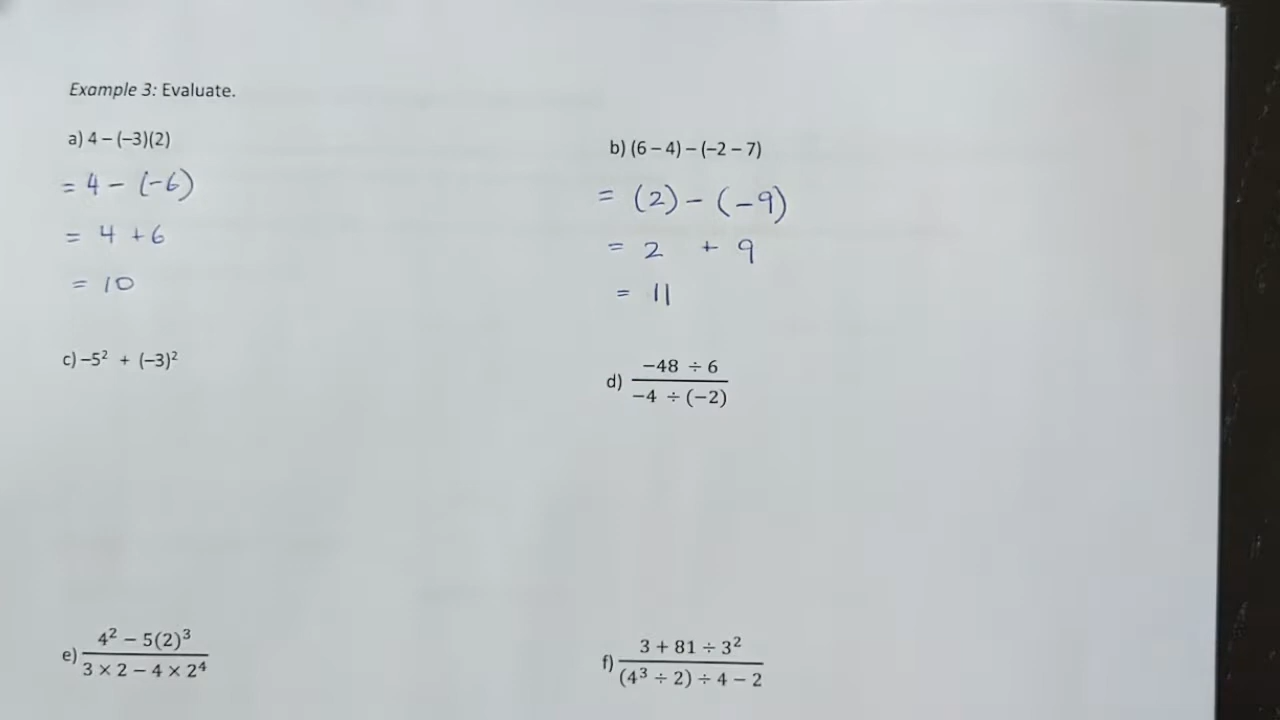 Example 3: Evaluate.
a) 4 – (–3)(2)
= 4 - (-6)
= 4 + 6
= 10
b) (6 – 4) – (–2 – 7)
= (2) - (-9)
= 2 + 9
= 11
c) –5² + (–3)²
d) −48 ÷ 6
−4 ÷ (−2)
e) 4² − 5(2)³
3 × 2 − 4 × 2⁴
f) 3 + 81 ÷ 3²
(4³ ÷ 2) ÷ 4 − 2